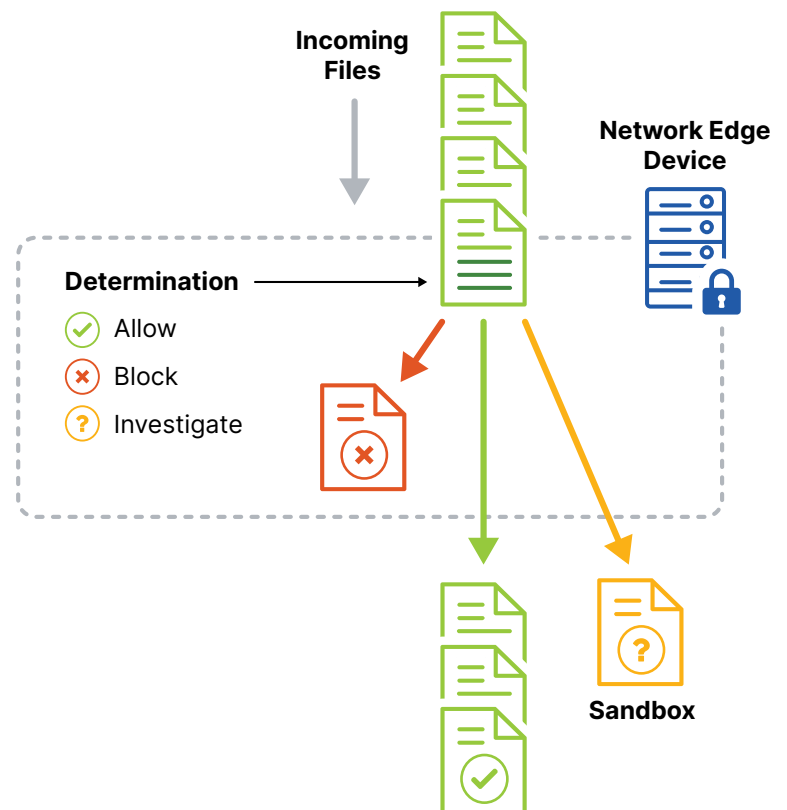 Incoming
Files
Network Edge
Device
Determination
Allow
Block
? Investigate
?
Sandbox